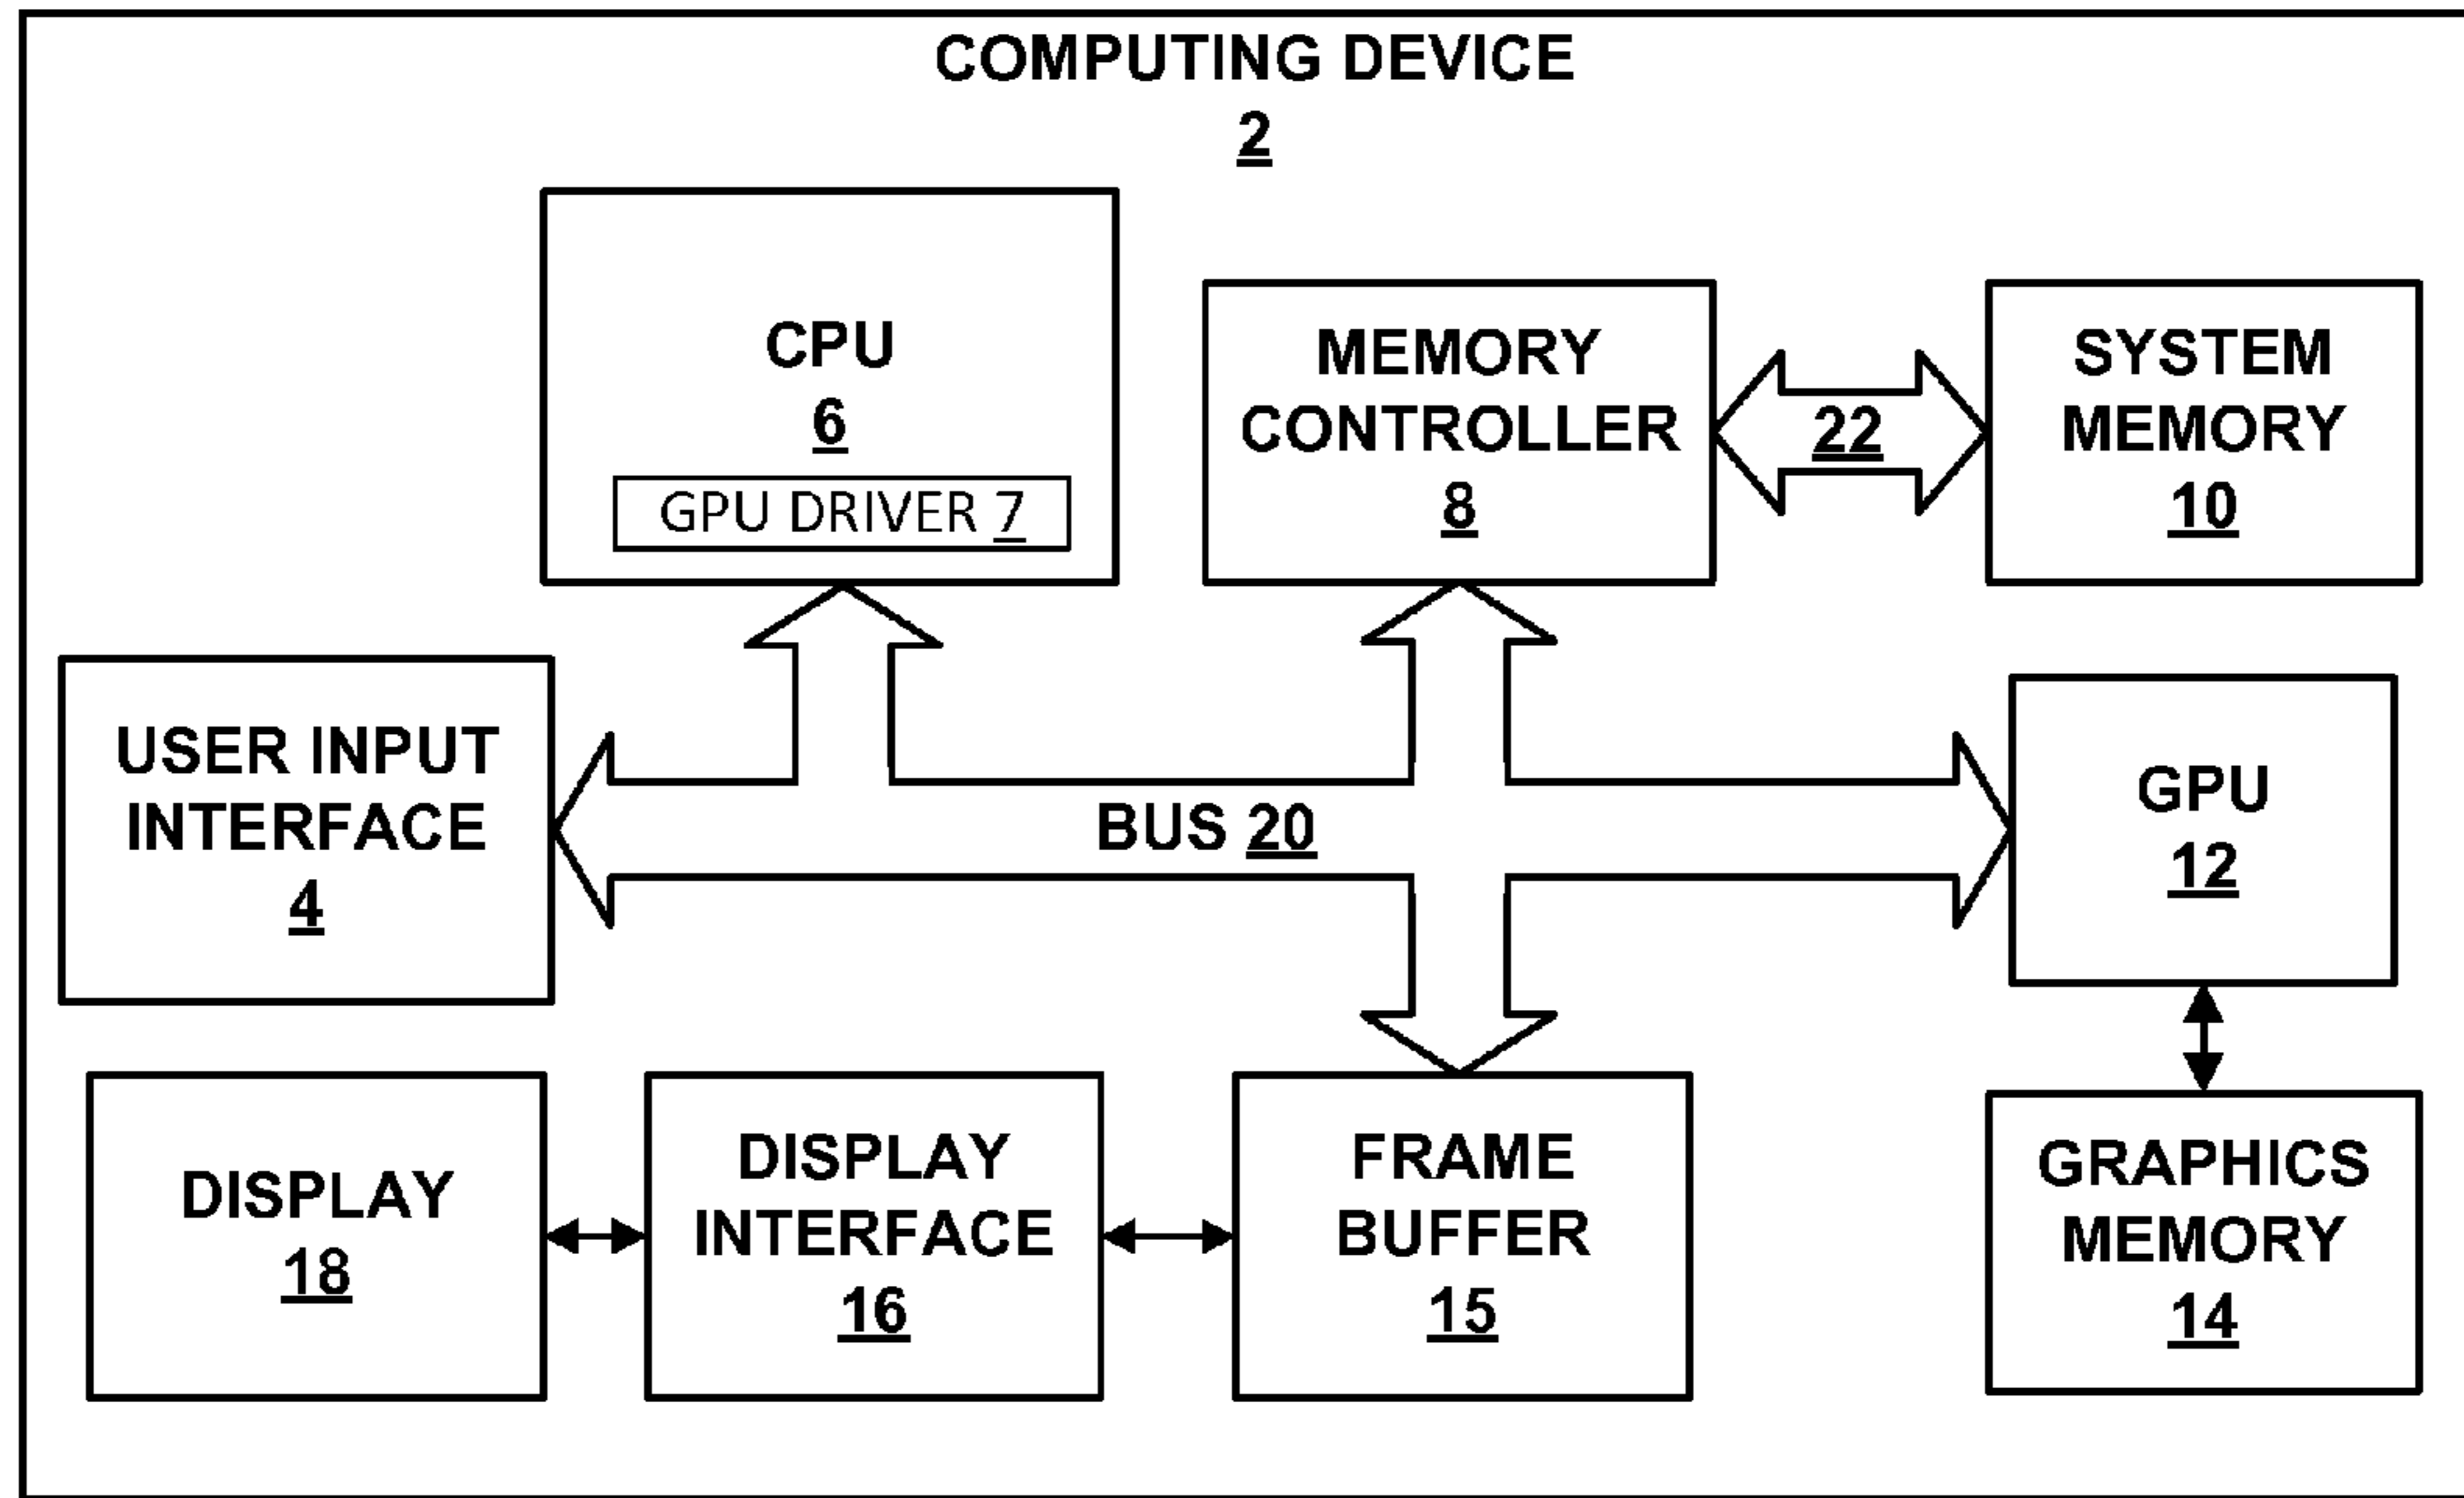 COMPUTING DEVICE
2
CPU
6
GPU DRIVER 7
MEMORY
CONTROLLER
8
22
SYSTEM
MEMORY
10
USER INPUT
INTERFACE
4
BUS 20
GPU
12
DISPLAY
18
DISPLAY
INTERFACE
16
FRAME
BUFFER
15
GRAPHICS
MEMORY
14